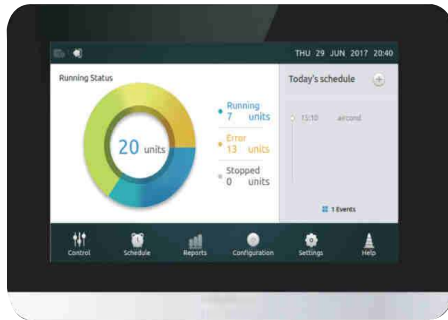 THU 29 JUN 2017 20:40
Running Status
20 units
Running
7 units
Error
13 units
Stopped
0 units
Today's schedule
15:10 aircond
1 Events
Control
Schedule
Reports
Configuration
Settings
Help